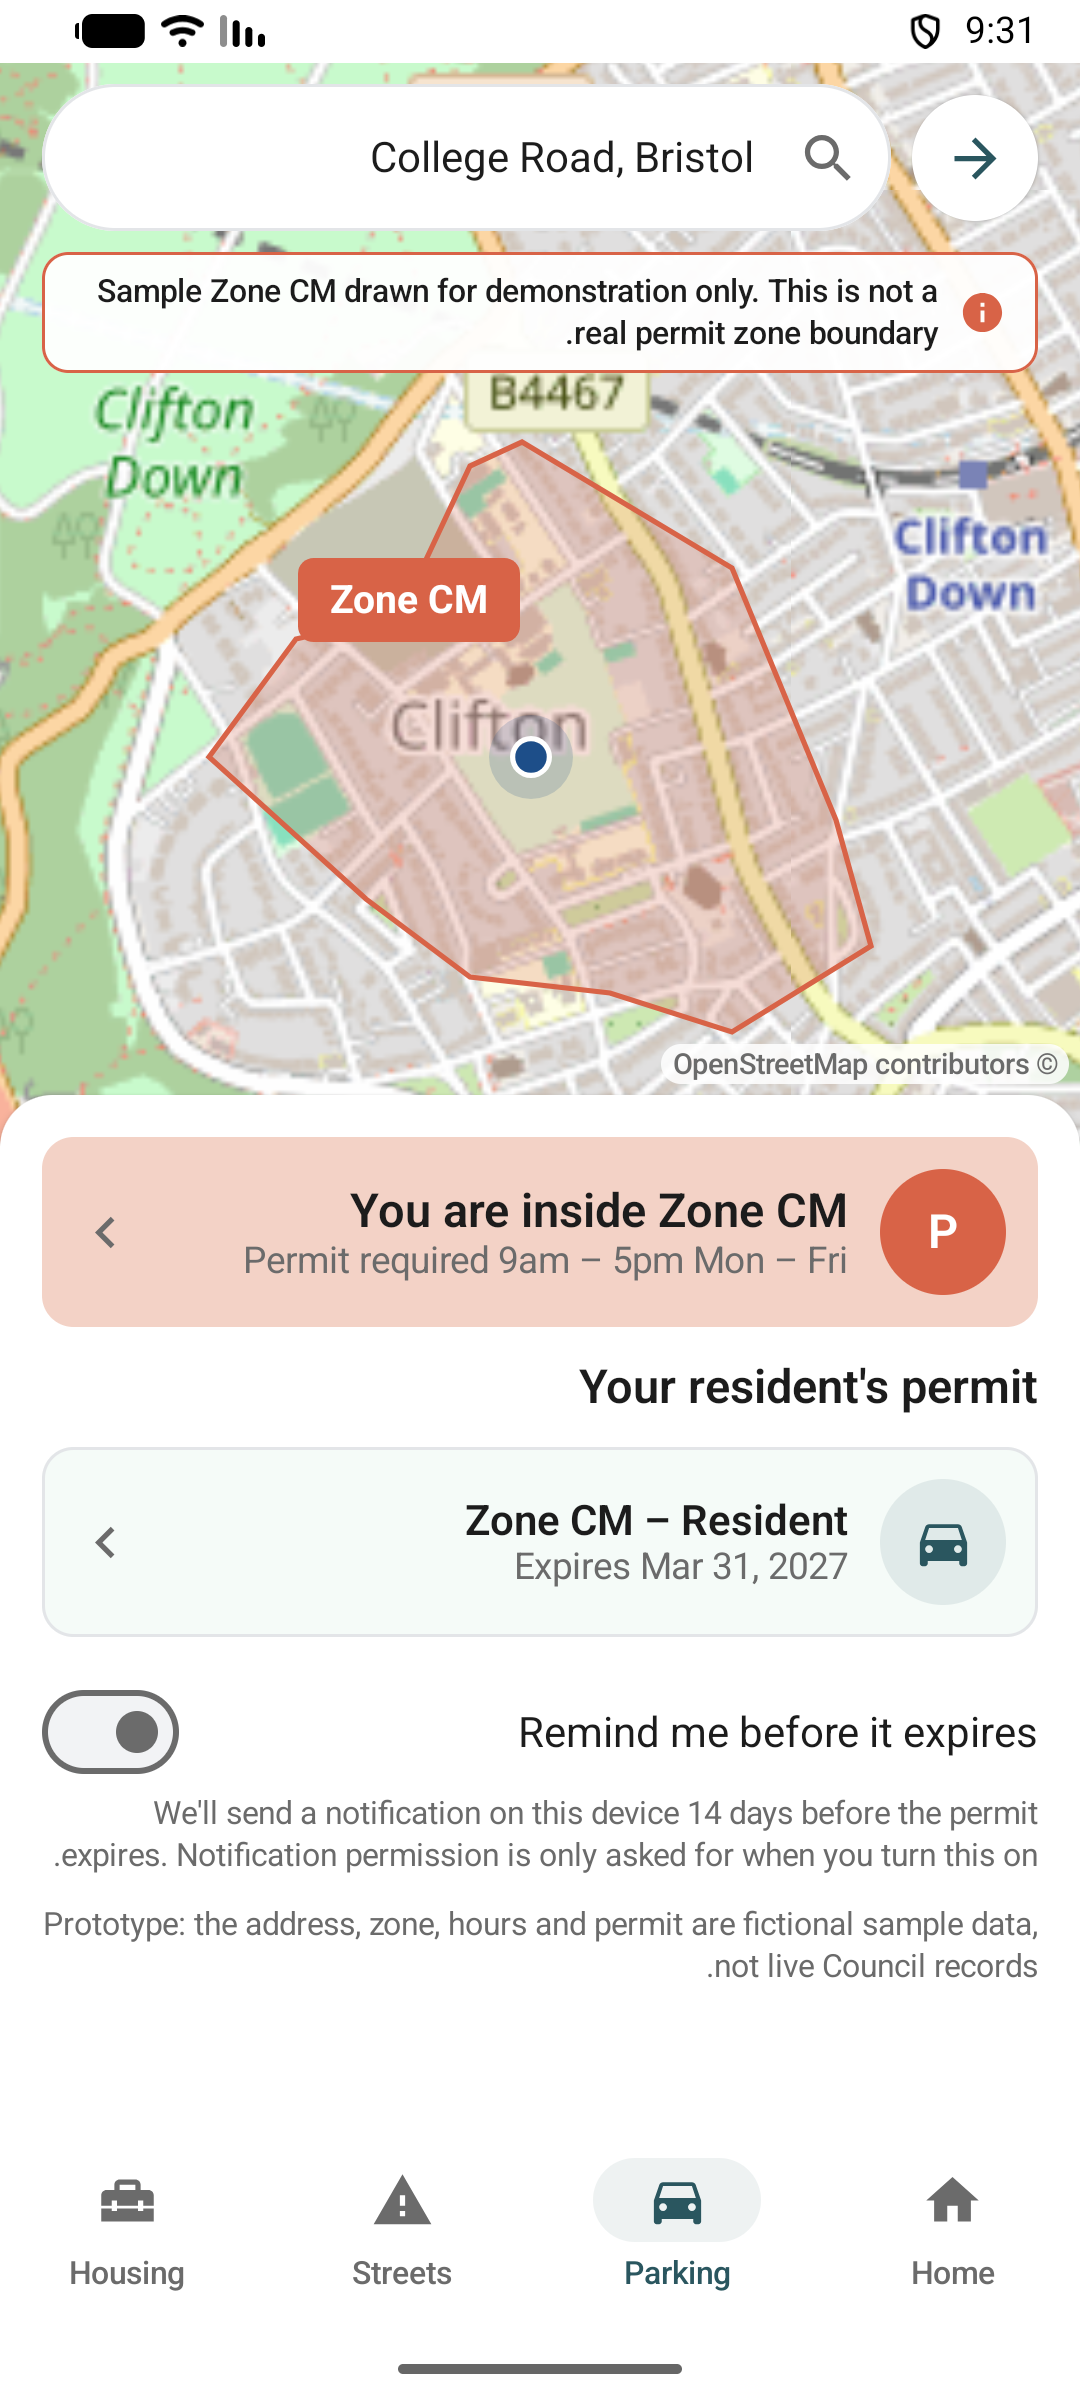 9:31
College Road, Bristol
Sample Zone CM drawn for demonstration only. This is not a
.real permit zone boundary
Clifton
Down
B4467
Clifton
Down
Zone CM
Clifton
OpenStreetMap contributors ©
P
You are inside Zone CM
Permit required 9am – 5pm Mon – Fri
Your resident's permit
Zone CM – Resident
Expires Mar 31, 2027
Remind me before it expires
We'll send a notification on this device 14 days before the permit
.expires. Notification permission is only asked for when you turn this on
Prototype: the address, zone, hours and permit are fictional sample data,
.not live Council records
Housing
Streets
Parking
Home